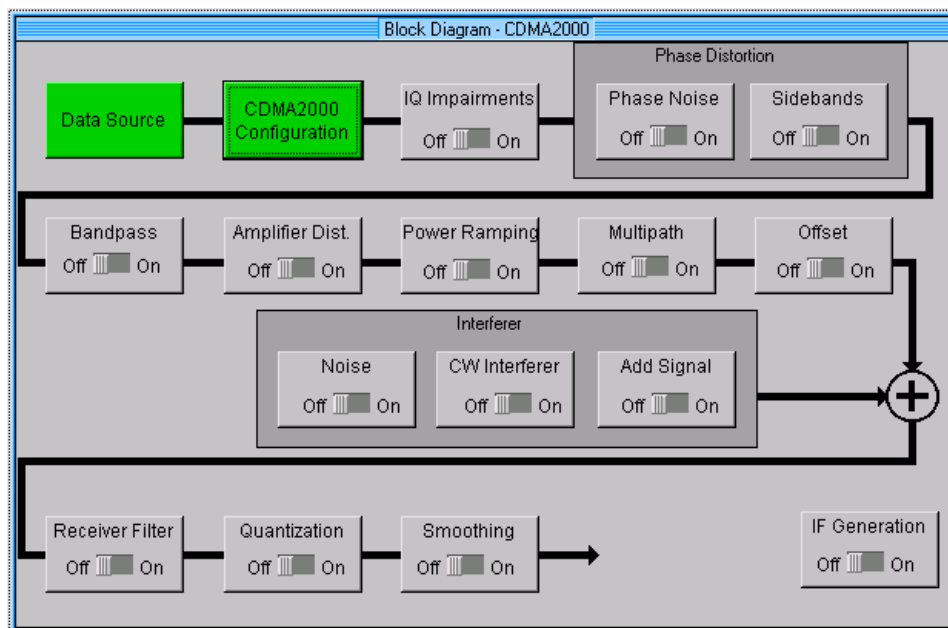 Block Diagram - CDMA2000
Phase Distortion
Data Source
CDMA2000
Configuration
IQ Impairments
Off On
Phase Noise
Off On
Sidebands
Off On
Bandpass
Off On
Amplifier Dist.
Off On
Power Ramping
Off On
Multipath
Off On
Offset
Off On
Interferer
Noise
Off On
CW Interferer
Off On
Add Signal
Off On
+
Receiver Filter
Off On
Quantization
Off On
Smoothing
Off On
IF Generation
Off On